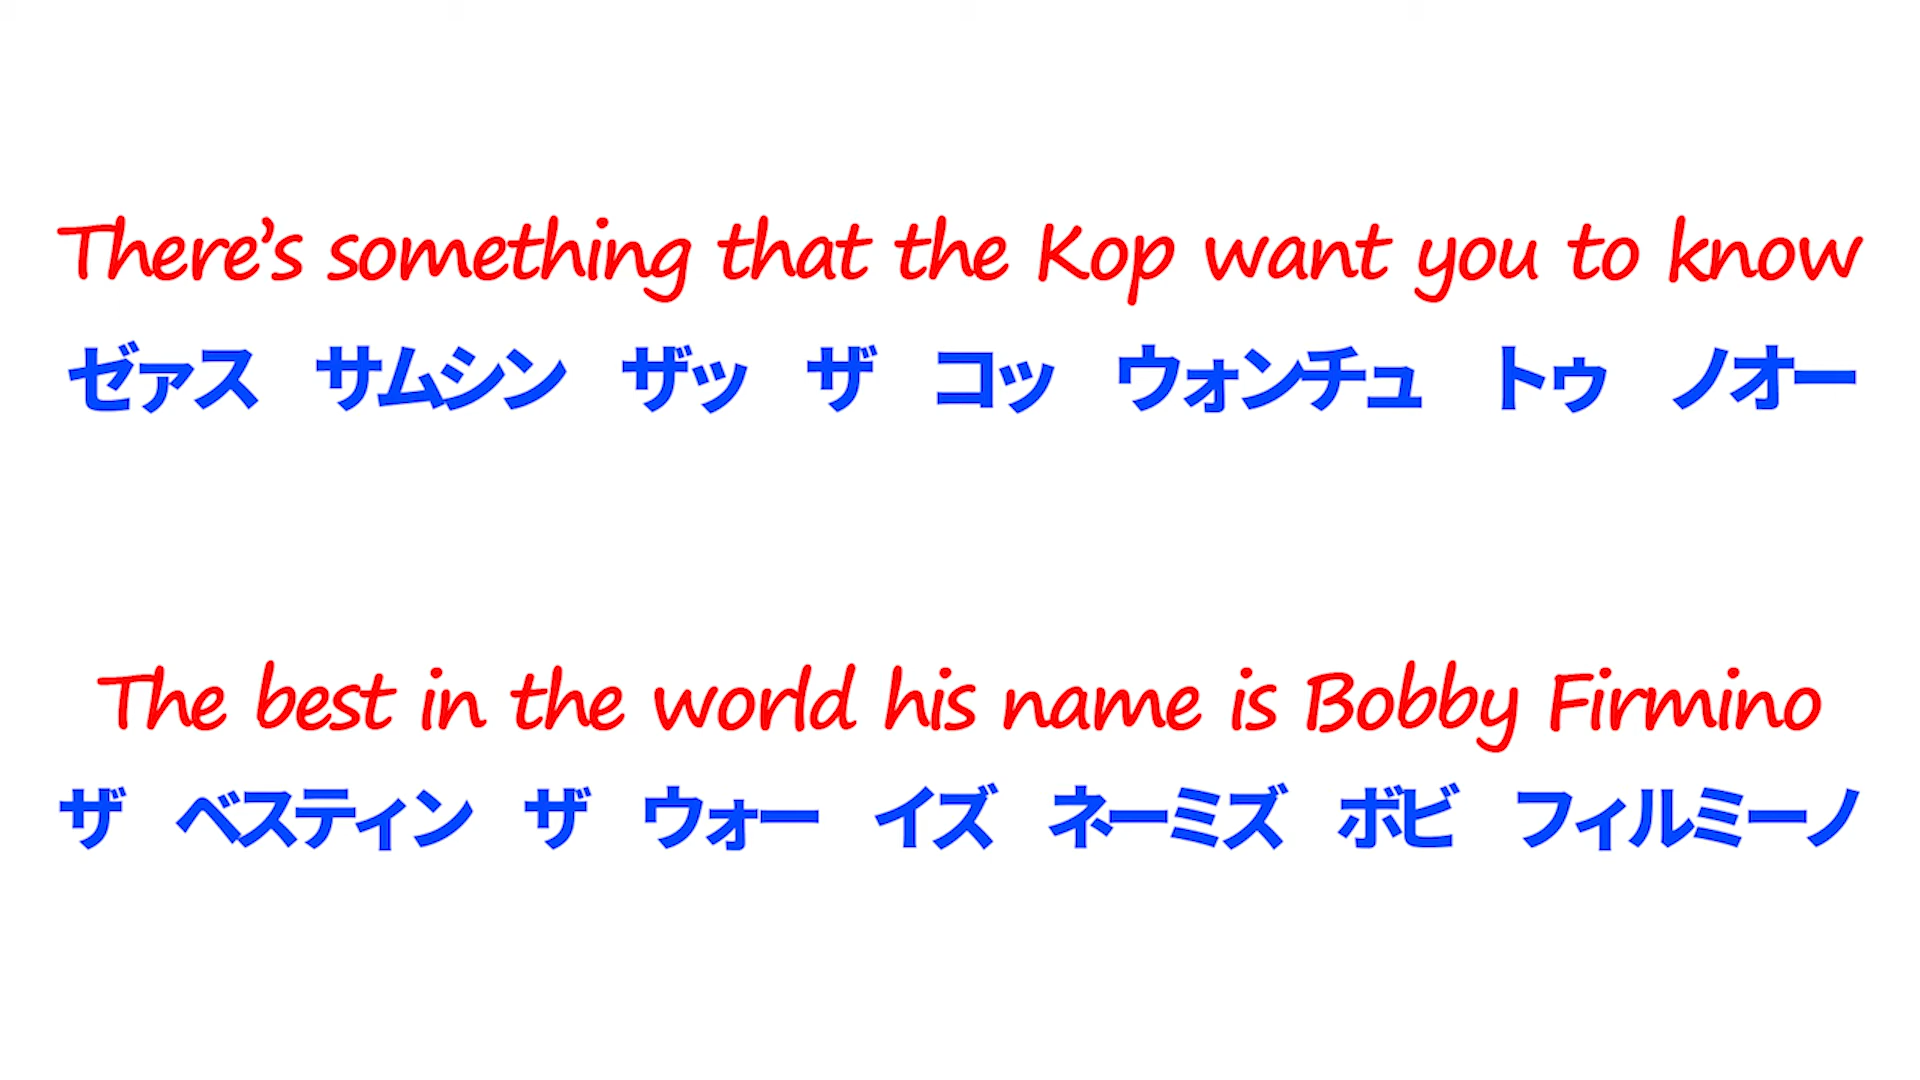 There's something that the Kop want you to know
ゼァス サムシン ザッ ザ コッ ウォンチュ トゥ ノオー
The best in the world his name is Bobby Firmino
ザ ベスティン ザ ウォー イズ ネーミズ ボビ フィルミーノ